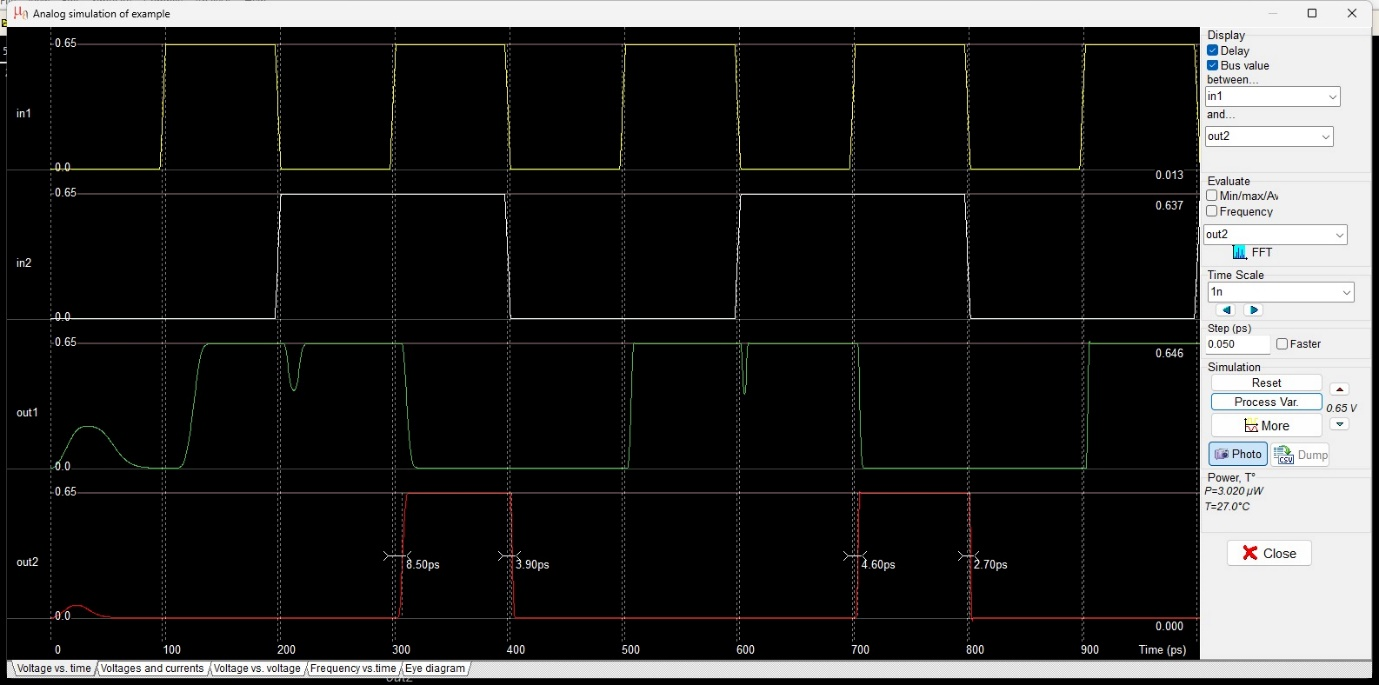 Analog simulation of example
0.65
in1
0.0
0.013
0.65
0.637
in2
0.0
0.65
0.646
out1
0.0
0.65
out2
8.50ps
3.90ps
4.60ps
2.70ps
0.0
0.000
0 100 200 300 400 500 600 700 800 900 Time (ps)
Voltage vs. time Voltages and currents Voltage vs. voltage Frequency vs.time Eye diagram
Display
Delay
Bus value
between...
in1
and...
out2
Evaluate
Min/max/Av
Frequency
out2
FFT
Time Scale
1n
Step (ps)
0.050 Faster
Simulation
Reset
Process Var.
0.65 V
More
Photo CSV Dump
Power, T°
P=3.020 µW
T=27.0°C
Close